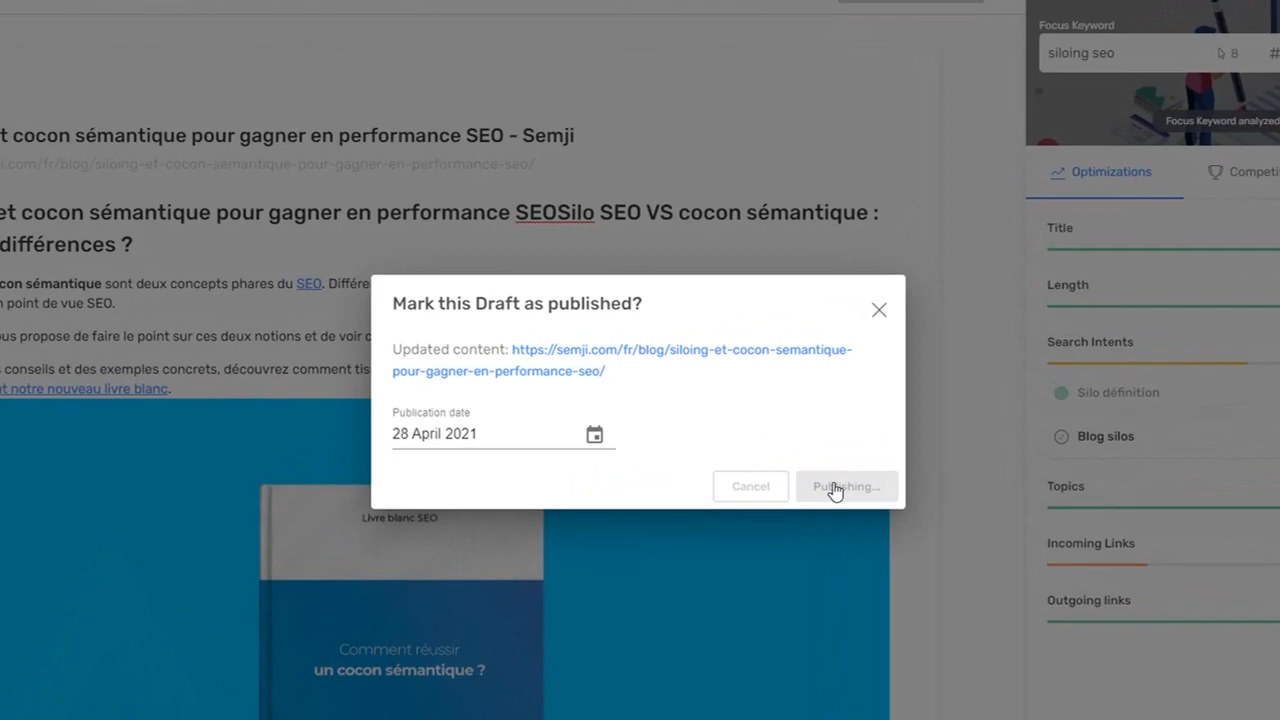 t cocon sémantique pour gagner en performance SEO - Semji
ji.com/fr/blog/siloing-et-cocon-semantique-pour-gagner-en-performance-seo/
et cocon sémantique pour gagner en performance SEOSilo SEO VS cocon sémantique :
différences ?
con sémantique sont deux concepts phares du SEO. Différe
n point de vue SEO.
ous propose de faire le point sur ces deux notions et de voir c
s conseils et des exemples concrets, découvrez comment tis
nt notre nouveau livre blanc.
Livre blanc SEO
Comment réussir
un cocon sémantique ?
Mark this Draft as published?
Updated content: https://semji.com/fr/blog/siloing-et-cocon-semantique-
pour-gagner-en-performance-seo/
Publication date
28 April 2021
Cancel
Publishing...
Focus Keyword
siloing seo
8 #
Focus Keyword analyzed
Optimizations
Competi
Title
Length
Search Intents
Silo définition
Blog silos
Topics
Incoming Links
Outgoing links